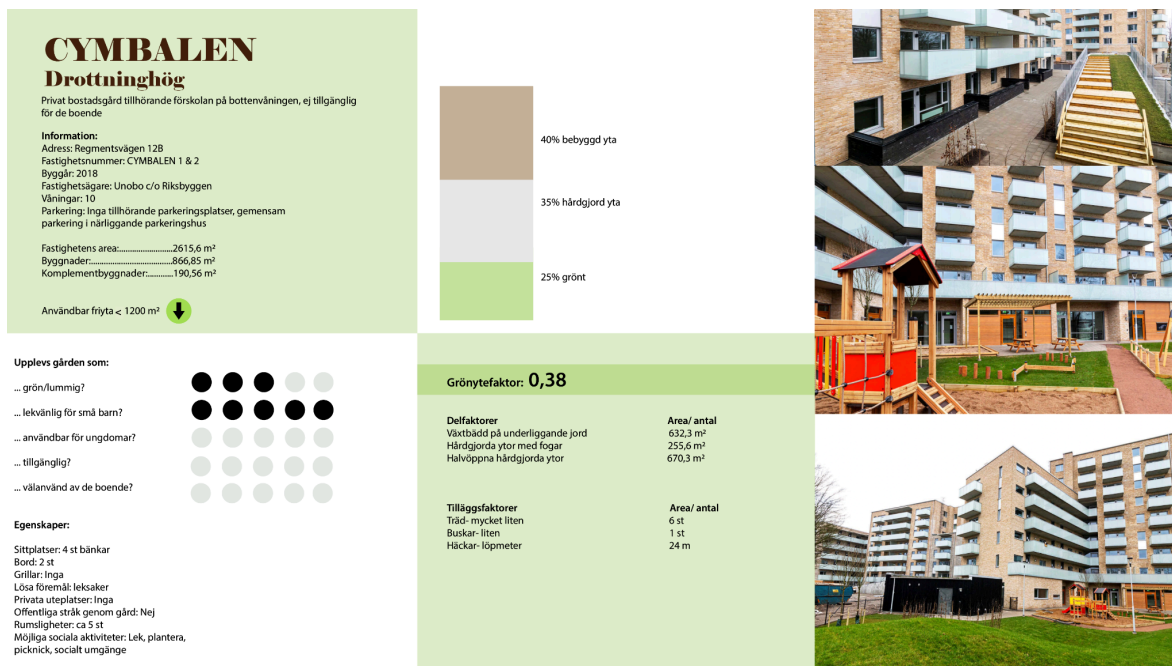 CYMBALEN
Drottninghög
Privat bostadsgård tillhörande förskolan på bottenvåningen, ej tillgänglig
för de boende
Information:
Adress: Regmentsvägen 12B
Fastighetsnummer: CYMBALEN 1 & 2
Byggår: 2018
Fastighetsägare: Unobo c/o Riksbyggen
Våningar: 10
Parkering: Inga tillhörande parkeringsplatser, gemensam
parkering i närliggande parkeringshus
Fastighetens area:........................2615,6 m²
Byggnader:.....................................866,85 m²
Komplementbyggnader:............190,56 m²
Användbar friyta < 1200 m²
40% bebyggd yta
35% hårdgjord yta
25% grönt
Upplevs gården som:
... grön/lummig?
... lekvänlig för små barn?
... användbar för ungdomar?
... tillgänglig?
... välanvänd av de boende?
Egenskaper:
Sittplatser: 4 st bänkar
Bord: 2 st
Grillar: Inga
Lösa föremål: leksaker
Privata uteplatser: Inga
Offentliga stråk genom gård: Nej
Rumsligheter: ca 5 st
Möjliga sociala aktiviteter: Lek, plantera,
picknick, socialt umgänge
Grönytefaktor: 0,38
Delfaktorer Area/ antal
Växtbädd på underliggande jord 632,3 m²
Hårdgjorda ytor med fogar 255,6 m²
Halvöppna hårdgjorda ytor 670,3 m²
Tilläggsfaktorer Area/ antal
Träd- mycket liten 6 st
Buskar- liten 1 st
Häckar- löpmeter 24 m